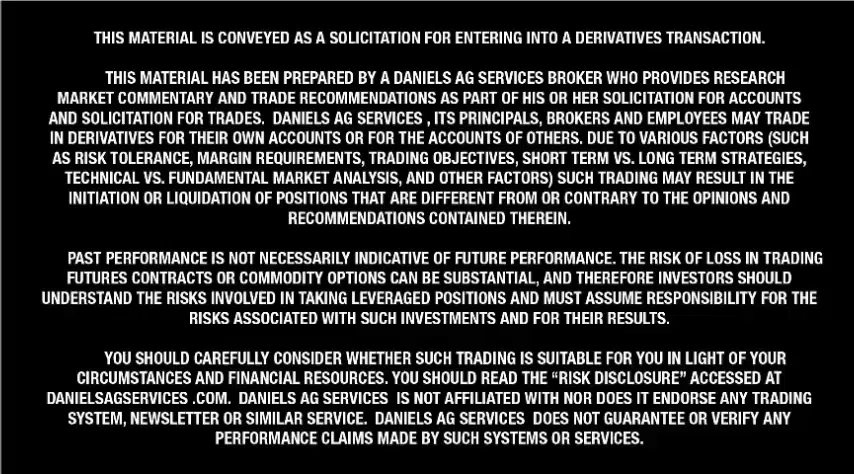 THIS MATERIAL IS CONVEYED AS A SOLICITATION FOR ENTERING INTO A DERIVATIVES TRANSACTION.
THIS MATERIAL HAS BEEN PREPARED BY A DANIELS AG SERVICES BROKER WHO PROVIDES RESEARCH
MARKET COMMENTARY AND TRADE RECOMMENDATIONS AS PART OF HIS OR HER SOLICITATION FOR ACCOUNTS
AND SOLICITATION FOR TRADES. DANIELS AG SERVICES , ITS PRINCIPALS, BROKERS AND EMPLOYEES MAY TRADE
IN DERIVATIVES FOR THEIR OWN ACCOUNTS OR FOR THE ACCOUNTS OF OTHERS. DUE TO VARIOUS FACTORS (SUCH
AS RISK TOLERANCE, MARGIN REQUIREMENTS, TRADING OBJECTIVES, SHORT TERM VS. LONG TERM STRATEGIES,
TECHNICAL VS. FUNDAMENTAL MARKET ANALYSIS, AND OTHER FACTORS) SUCH TRADING MAY RESULT IN THE
INITIATION OR LIQUIDATION OF POSITIONS THAT ARE DIFFERENT FROM OR CONTRARY TO THE OPINIONS AND
RECOMMENDATIONS CONTAINED THEREIN.
PAST PERFORMANCE IS NOT NECESSARILY INDICATIVE OF FUTURE PERFORMANCE. THE RISK OF LOSS IN TRADING
FUTURES CONTRACTS OR COMMODITY OPTIONS CAN BE SUBSTANTIAL, AND THEREFORE INVESTORS SHOULD
UNDERSTAND THE RISKS INVOLVED IN TAKING LEVERAGED POSITIONS AND MUST ASSUME RESPONSIBILITY FOR THE
RISKS ASSOCIATED WITH SUCH INVESTMENTS AND FOR THEIR RESULTS.
YOU SHOULD CAREFULLY CONSIDER WHETHER SUCH TRADING IS SUITABLE FOR YOU IN LIGHT OF YOUR
CIRCUMSTANCES AND FINANCIAL RESOURCES. YOU SHOULD READ THE “RISK DISCLOSURE” ACCESSED AT
DANIELSAGSERVICES .COM. DANIELS AG SERVICES IS NOT AFFILIATED WITH NOR DOES IT ENDORSE ANY TRADING
SYSTEM, NEWSLETTER OR SIMILAR SERVICE. DANIELS AG SERVICES DOES NOT GUARANTEE OR VERIFY ANY
PERFORMANCE CLAIMS MADE BY SUCH SYSTEMS OR SERVICES.